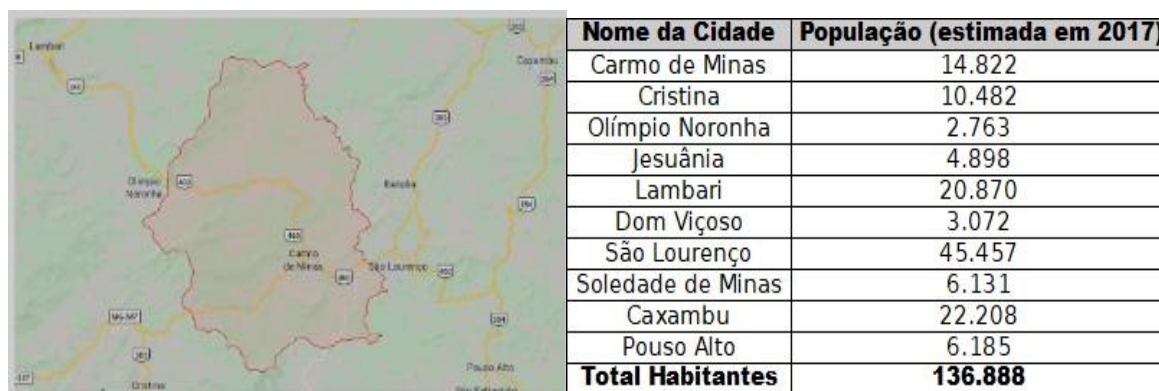 Lambari
Caxambu
Olímpio
Noronha
Carmo
de Minas
São Lourenço
MG-347
Pouso Alto
Cristina
Nome da Cidade População (estimada em 2017)
Carmo de Minas 14.822
Cristina 10.482
Olímpio Noronha 2.763
Jesuânia 4.898
Lambari 20.870
Dom Viçoso 3.072
São Lourenço 45.457
Soledade de Minas 6.131
Caxambu 22.208
Pouso Alto 6.185
Total Habitantes 136.888